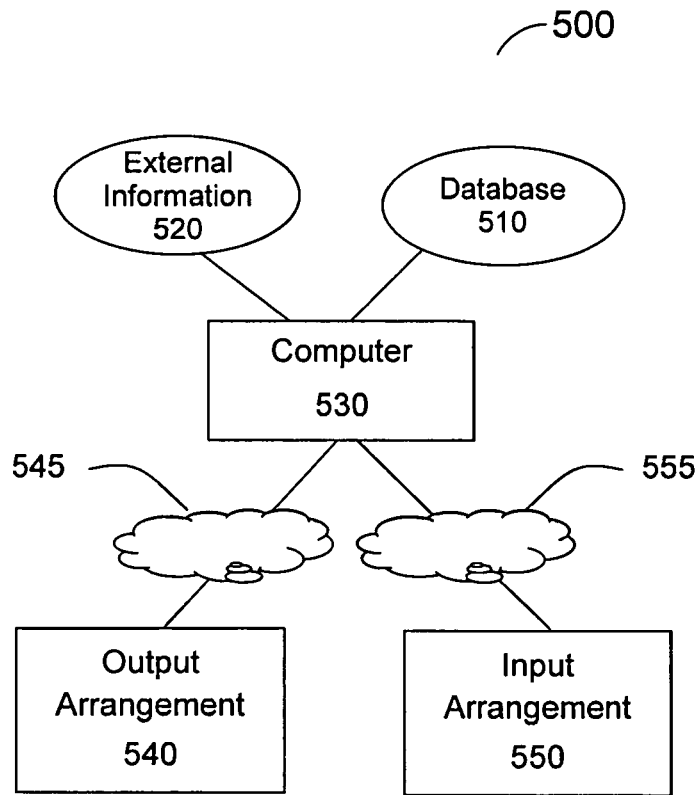 500
External
Information
520
Database
510
Computer
530
545
555
Output
Arrangement
540
Input
Arrangement
550